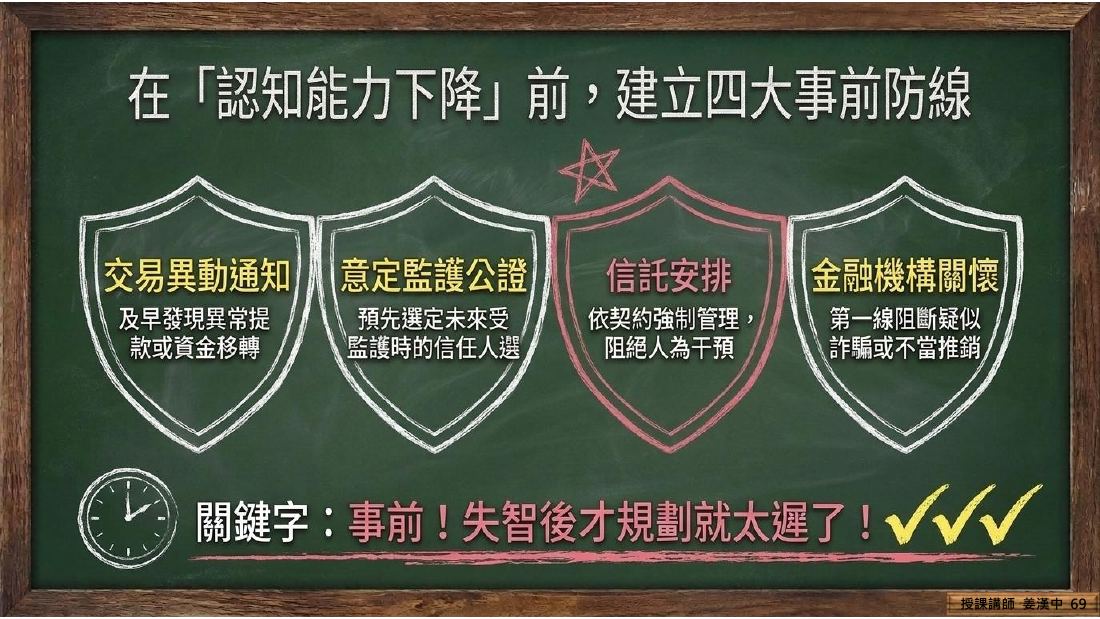 在「認知能力下降」前，建立四大事前防線
交易異動通知
及早發現異常提
款或資金移轉
意定監護公證
預先選定未來受
監護時的信任人選
信託安排
依契約強制管理，
阻絕人為干預
金融機構關懷
第一線阻斷疑似
詐騙或不當推銷
關鍵字：事前！失智後才規劃就太遲了！
授課講師 姜漢中 69